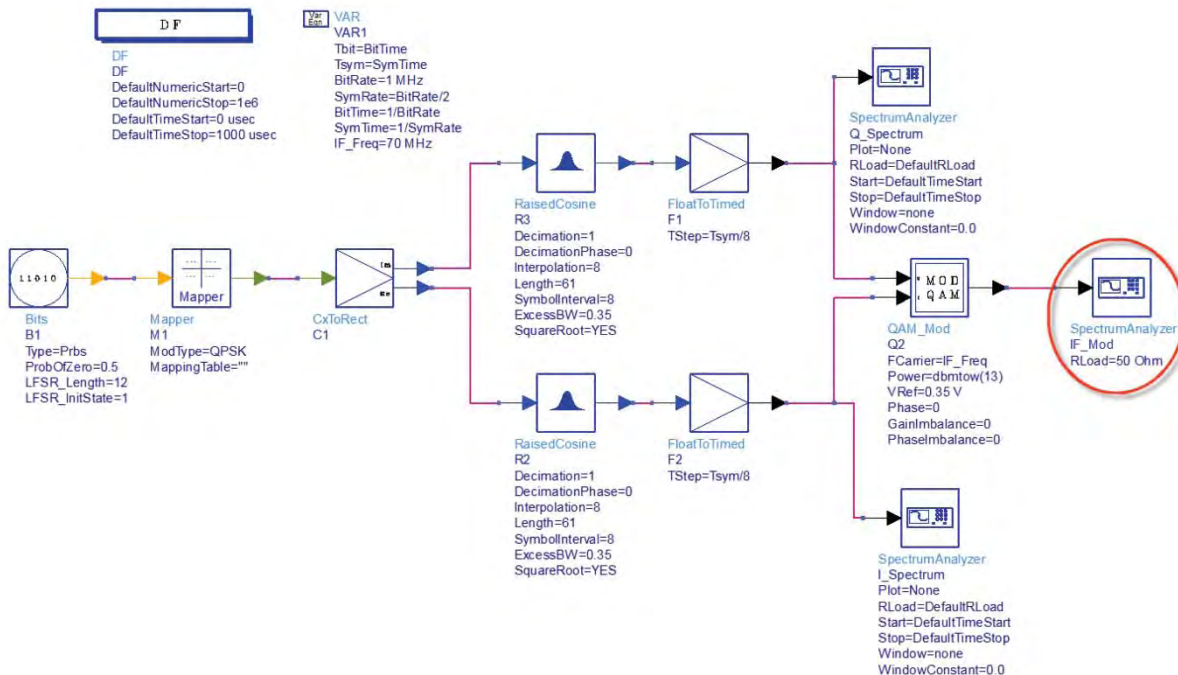 DF
DF
DF
DefaultNumericStart=0
DefaultNumericStop=1e6
DefaultTimeStart=0 usec
DefaultTimeStop=1000 usec
Var
Eqn
VAR
VAR1
Tbit=BitTime
Tsym=SymTime
BitRate=1 MHz
SymRate=BitRate/2
BitTime=1/BitRate
SymTime=1/SymRate
IF_Freq=70 MHz
11010
Bits
B1
Type=Prbs
ProbOfZero=0.5
LFSR_Length=12
LFSR_InitState=1
Mapper
Mapper
M1
ModType=QPSK
MappingTable=""
Im
Re
CxToRect
C1
RaisedCosine
R3
Decimation=1
DecimationPhase=0
Interpolation=8
Length=61
SymbolInterval=8
ExcessBW=0.35
SquareRoot=YES
FloatToTimed
F1
TStep=Tsym/8
RaisedCosine
R2
Decimation=1
DecimationPhase=0
Interpolation=8
Length=61
SymbolInterval=8
ExcessBW=0.35
SquareRoot=YES
FloatToTimed
F2
TStep=Tsym/8
SpectrumAnalyzer
Q_Spectrum
Plot=None
RLoad=DefaultRLoad
Start=DefaultTimeStart
Stop=DefaultTimeStop
Window=none
WindowConstant=0.0
MOD
QAM
QAM_Mod
Q2
FCarrier=IF_Freq
Power=dbmtow(13)
VRef=0.35 V
Phase=0
GainImbalance=0
PhaseImbalance=0
SpectrumAnalyzer
IF_Mod
RLoad=50 Ohm
SpectrumAnalyzer
I_Spectrum
Plot=None
RLoad=DefaultRLoad
Start=DefaultTimeStart
Stop=DefaultTimeStop
Window=none
WindowConstant=0.0